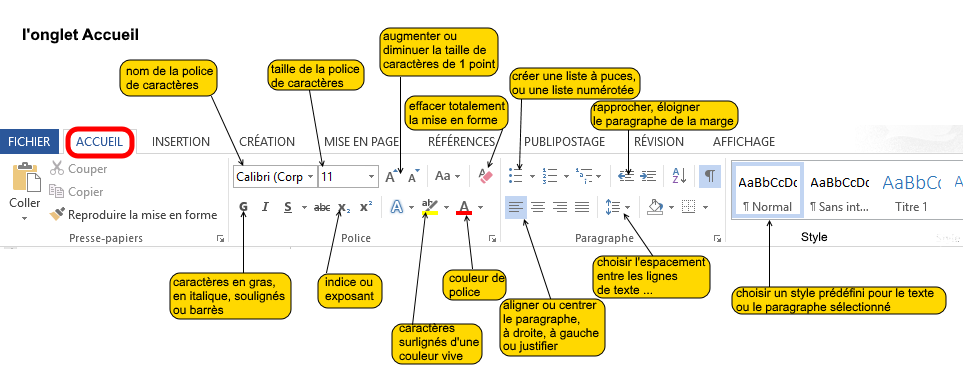 l'onglet Accueil
augmenter ou
diminuer la taille de
caractères de 1 point
nom de la police
de caractères
taille de la police
de caractères
créer une liste à puces,
ou une liste numérotée
effacer totalement
la mise en forme
rapprocher, éloigner
le paragraphe de la marge
FICHIER ACCUEIL INSERTION CRÉATION MISE EN PAGE RÉFÉRENCES PUBLIPOSTAGE RÉVISION AFFICHAGE
Coller
Couper
Copier
Reproduire la mise en forme
Presse-papiers
Calibri (Corp 11 A A Aa A
G I S abc X₂ X² A ab A
Police
A Z ¶
Paragraphe
AaBbCcDc AaBbCcDc AaBbCc AaBbCcD
¶ Normal ¶ Sans int... Titre 1
Style
caractères en gras,
en italique, soulignés
ou barrès
indice ou
exposant
caractères
surlignés d'une
couleur vive
couleur de
police
aligner ou centrer
le paragraphe,
à droite, à gauche
ou justifier
choisir l'espacement
entre les lignes
de texte ...
choisir un style prédéfini pour le texte
ou le paragraphe sélectionné